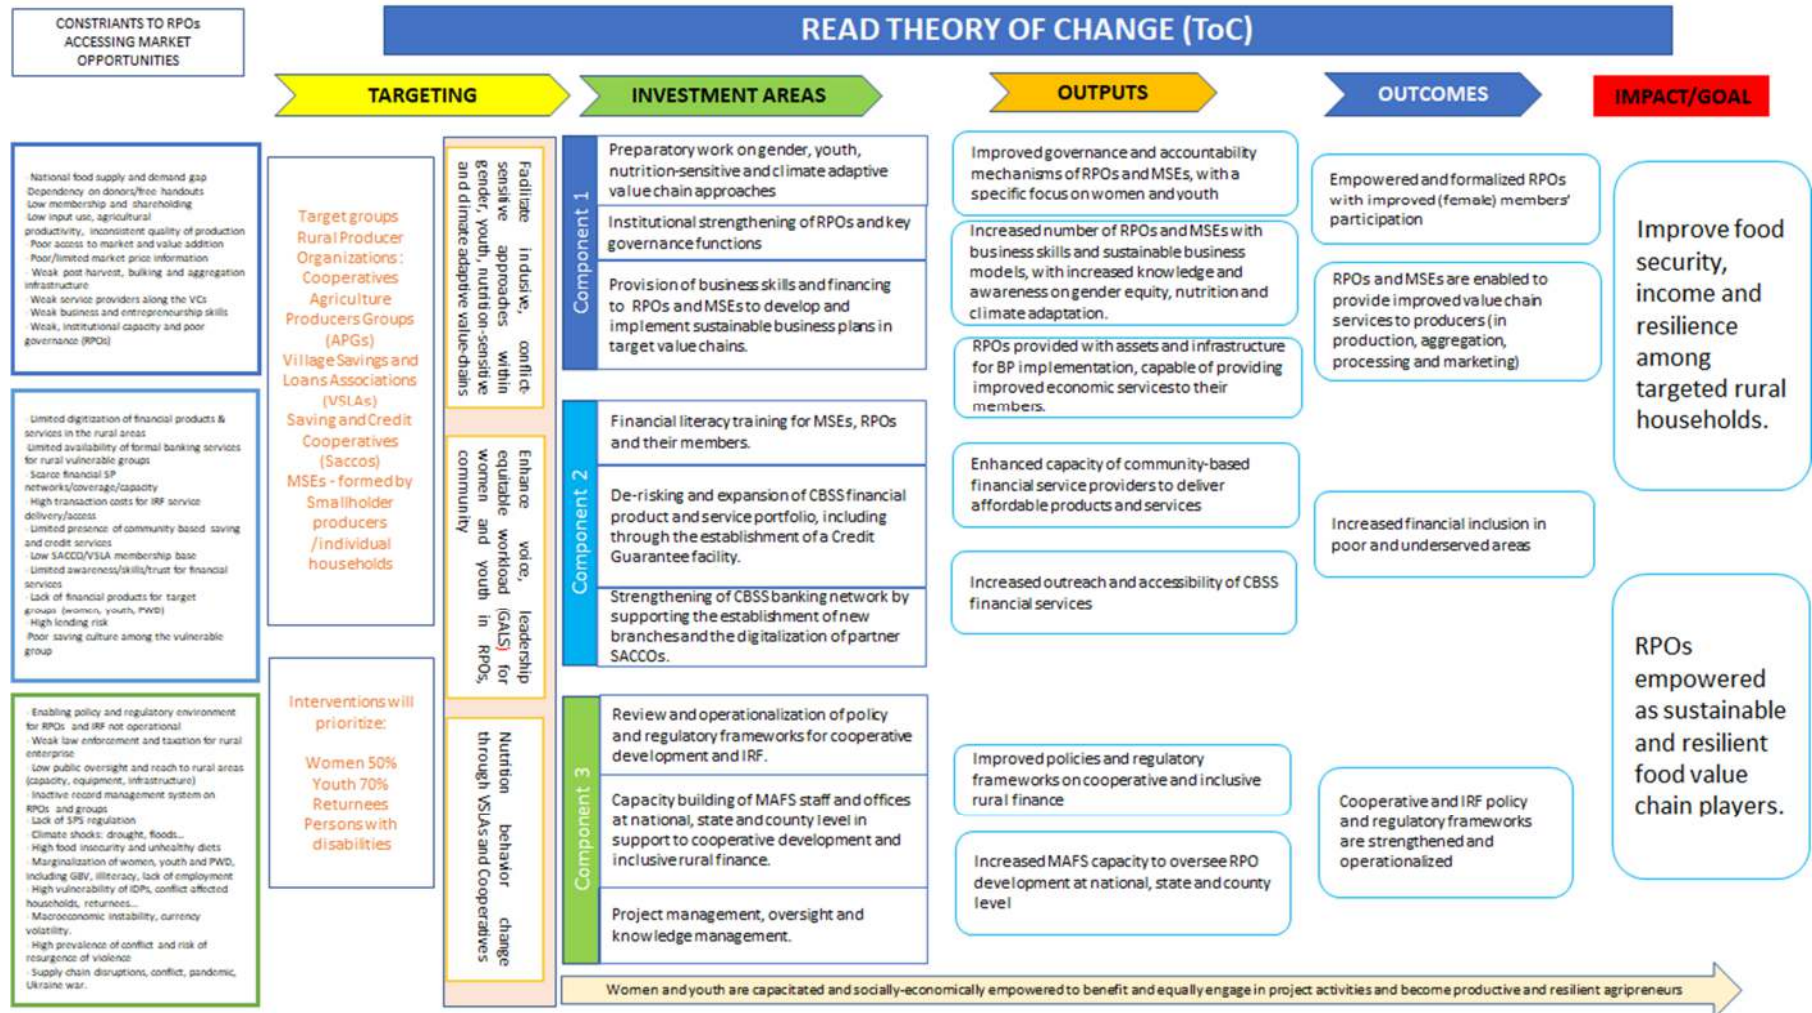 CONSTRIANTS TO RPOs
ACCESSING MARKET
OPPORTUNITIES
READ THEORY OF CHANGE (ToC)
TARGETING
INVESTMENT AREAS
OUTPUTS
OUTCOMES
IMPACT/GOAL
· National food supply and demand gap
·Dependency on donors/free handouts
·Low membership and shareholding
·Low input use, agricultural
productivity, inconsistent quality of production
· Poor access to market and value addition
· Poor/limited market price information
· Weak post harvest, bulking and aggregation
infrastructure
· Weak service providers along the VCs
· Weak business and entrepreneurship skills
· Weak, institutional capacity and poor
governance (RPOs)
· Limited digitization of financial products &
services in the rural areas
·Limited availability of formal banking services
for rural vulnerable groups
· Scarce financial SP
networks/coverage/capacity
· High transaction costs for IRF service
delivery/access
· Limited presence of community based saving
and credit services
· Low SACCO/VSLA membership base
· Limited awareness/skills/trust for financial
services
· Lack of financial products for target
groups (women, youth, PWD)
· High lending risk
·Poor saving culture among the vulnerable
group
· Enabling policy and regulatory environment
for RPOs and IRF not operational
· Weak law enforcement and taxation for rural
enterprise
· Low public oversight and reach to rural areas
(capacity, equipment, infrastructure)
· Inactive record management system on
RPOs and groups
· Lack of SPS regulation
· Climate shocks: drought, floods...
· High food insecurity and unhealthy diets
· Marginalization of women, youth and PWD,
including GBV, illiteracy, lack of employment
· High vulnerability of IDPs, conflict affected
households, returnees...
· Macroeconomic instability, currency
volatility.
· High prevalence of conflict and risk of
resurgence of violence
· Supply chain disruptions, conflict, pandemic,
Ukraine war.
Target groups
Rural Producer
Organizations:
Cooperatives
Agriculture
Producers Groups
(APGs)
Village Savings and
Loans Associations
(VSLAs)
Saving and Credit
Cooperatives
(Saccos)
MSEs - formed by
Smallholder
producers
/individual
households
Interventions will
prioritize:
Women 50%
Youth 70%
Returnees
Persons with
disabilities
Facilitate inclusive, conflict-
sensitive approaches within
gender, youth, nutrition-sensitive
and climate adaptive value-chains
Enhance voice, leadership
equitable workload (GALS) for
women and youth in RPOs,
community
Nutrition behavior change
through VSLAs and Cooperatives
Component 1
Preparatory work on gender, youth,
nutrition-sensitive and climate adaptive
value chain approaches
Institutional strengthening of RPOs and key
governance functions
Provision of business skills and financing
to RPOs and MSEs to develop and
implement sustainable business plans in
target value chains.
Component 2
Financial literacy training for MSEs, RPOs
and their members.
De-risking and expansion of CBSS financial
product and service portfolio, including
through the establishment of a Credit
Guarantee facility.
Strengthening of CBSS banking network by
supporting the establishment of new
branches and the digitalization of partner
SACCOs.
Component 3
Review and operationalization of policy
and regulatory frameworks for cooperative
development and IRF.
Capacity building of MAFS staff and offices
at national, state and county level in
support to cooperative development and
inclusive rural finance.
Project management, oversight and
knowledge management.
Improved governance and accountability
mechanisms of RPOs and MSEs, with a
specific focus on women and youth
Increased number of RPOs and MSEs with
business skills and sustainable business
models, with increased knowledge and
awareness on gender equity, nutrition and
climate adaptation.
RPOs provided with assets and infrastructure
for BP implementation, capable of providing
improved economic services to their
members.
Enhanced capacity of community-based
financial service providers to deliver
affordable products and services
Increased outreach and accessibility of CBSS
financial services
Improved policies and regulatory
frameworks on cooperative and inclusive
rural finance
Increased MAFS capacity to oversee RPO
development at national, state and county
level
Empowered and formalized RPOs
with improved (female) members'
participation
RPOs and MSEs are enabled to
provide improved value chain
services to producers (in
production, aggregation,
processing and marketing)
Increased financial inclusion in
poor and underserved areas
Cooperative and IRF policy
and regulatory frameworks
are strengthened and
operationalized
Improve food
security,
income and
resilience
among
targeted rural
households.
RPOs
empowered
as sustainable
and resilient
food value
chain players.
Women and youth are capacitated and socially-economically empowered to benefit and equally engage in project activities and become productive and resilient agripreneurs